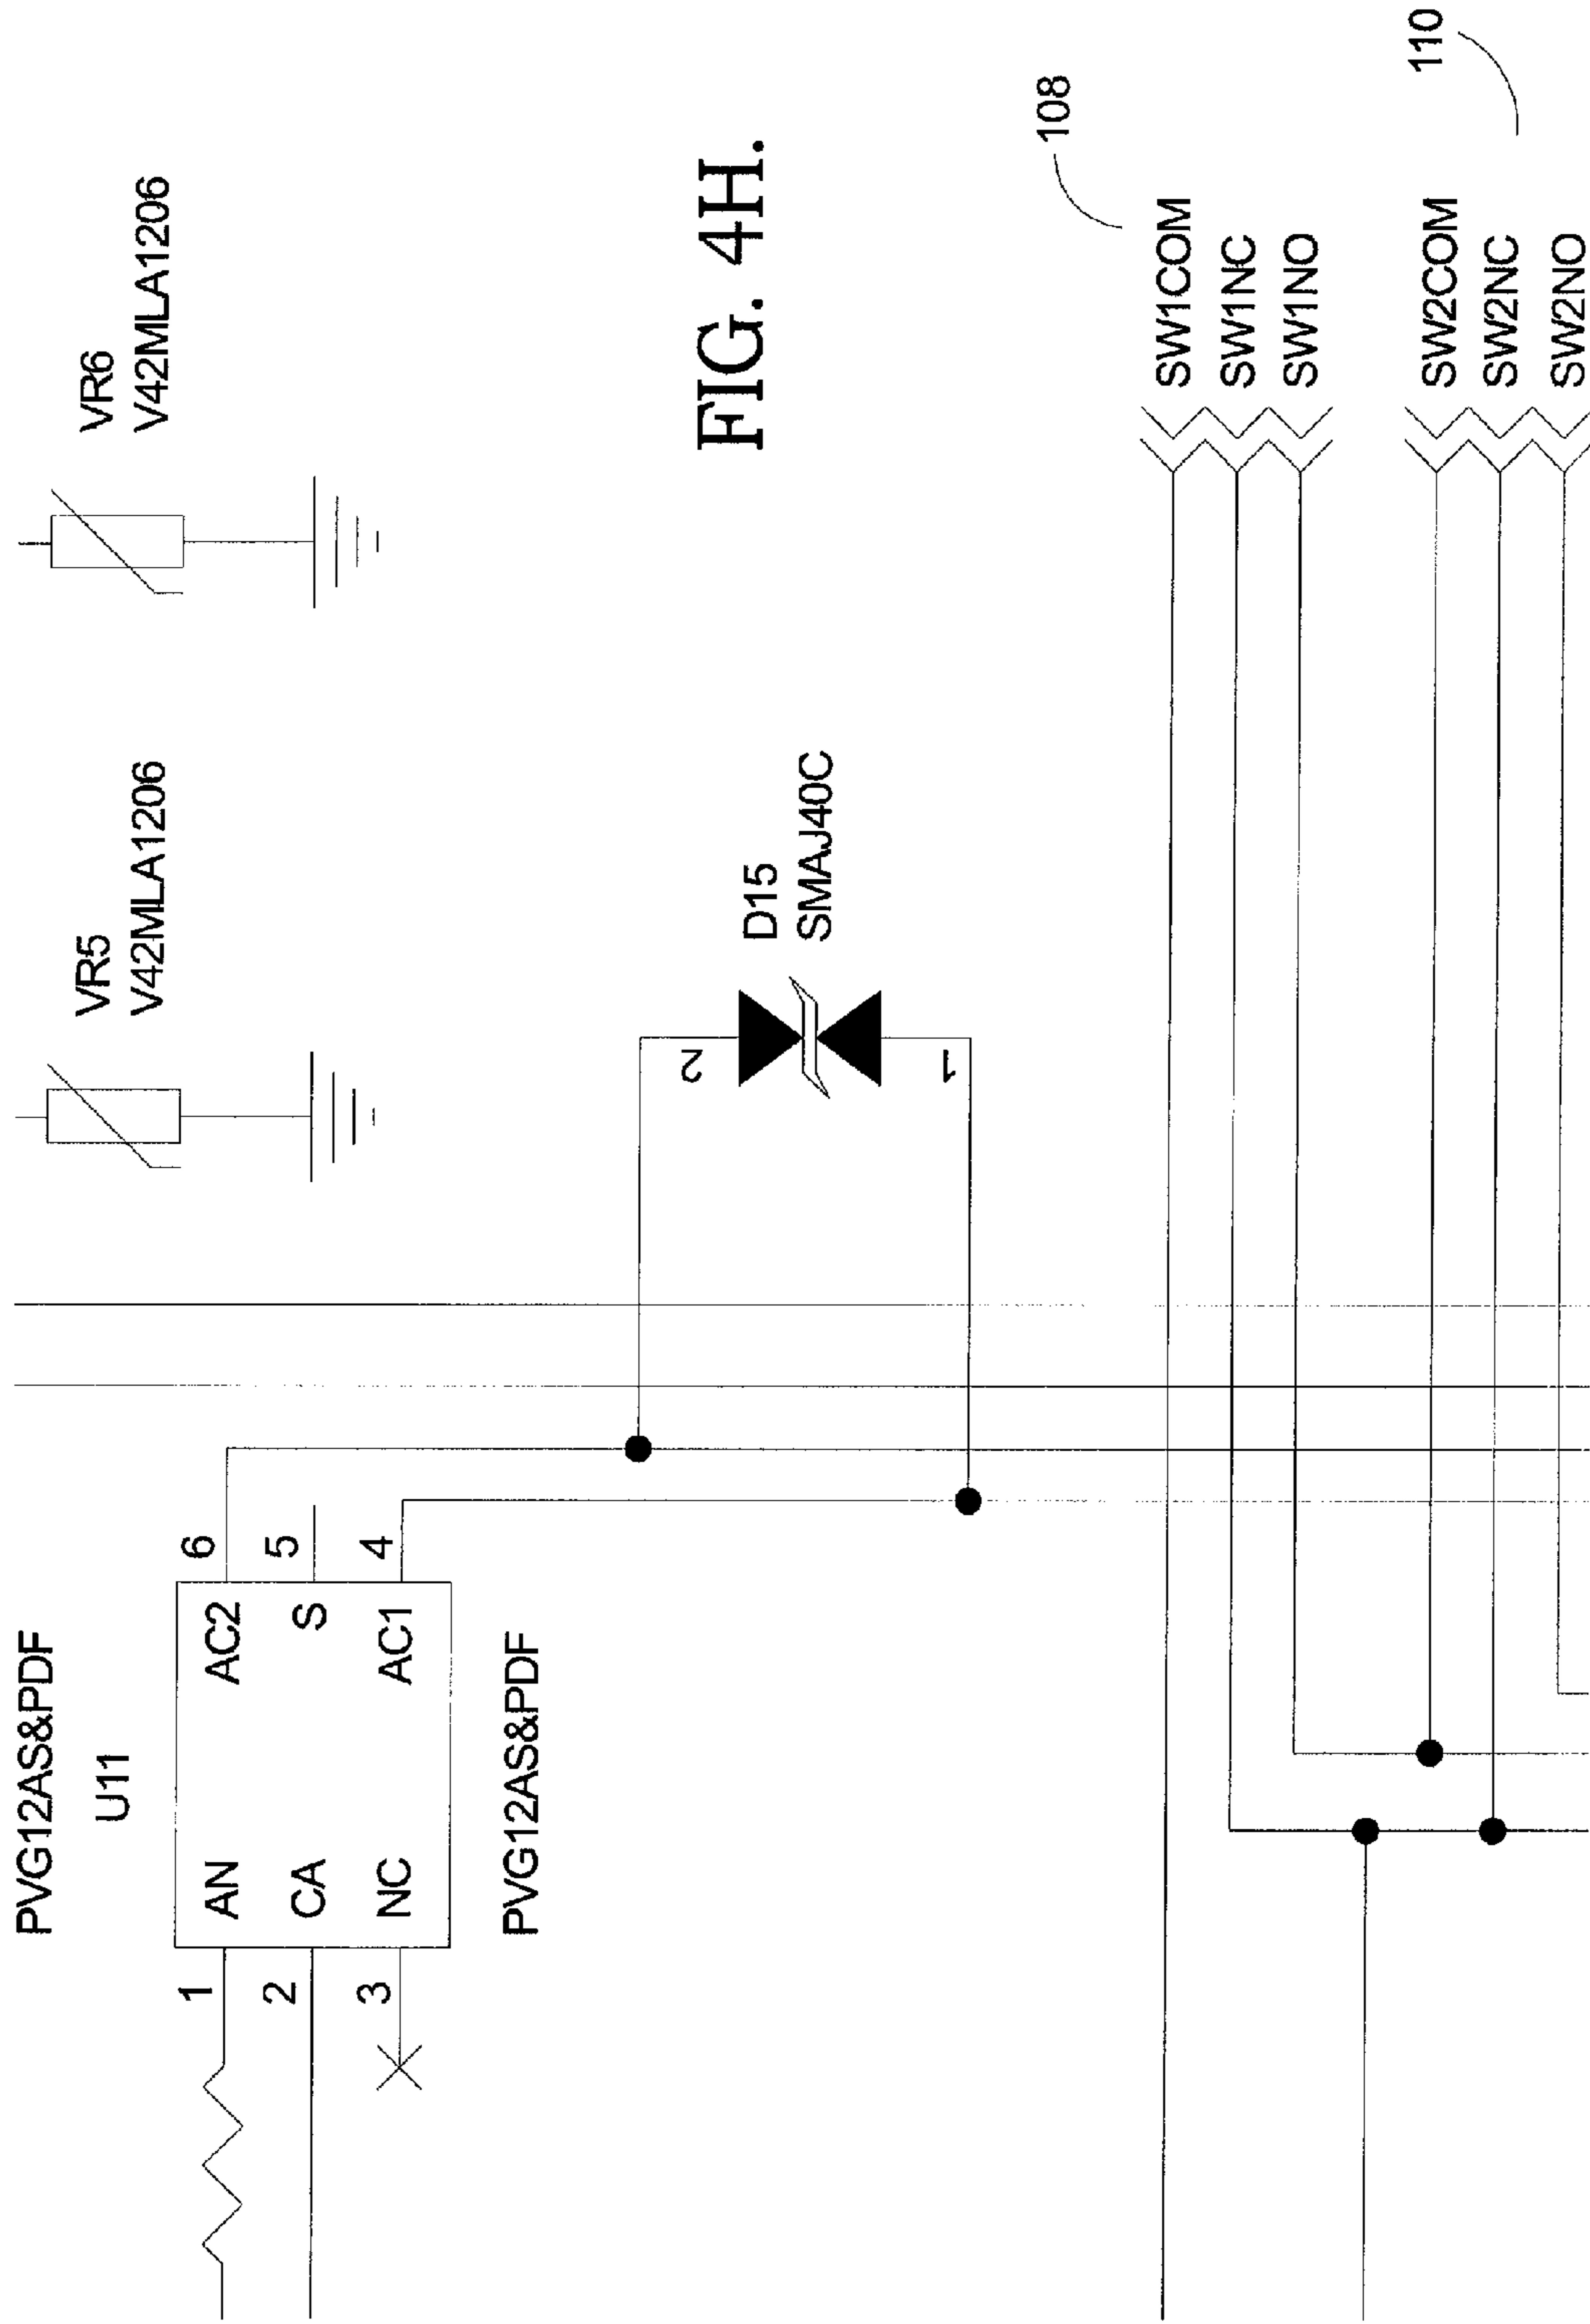 PVG12AS&PDF
U11
1
AN
AC2
6
2
CA
S
5
3
NC
AC1
4
PVG12AS&PDF
VR5
V42MLA1206
VR6
V42MLA1206
2
D15
SMAJ40C
1
FIG. 4H.
108
SW1COM
SW1NC
SW1NO
110
SW2COM
SW2NC
SW2NO